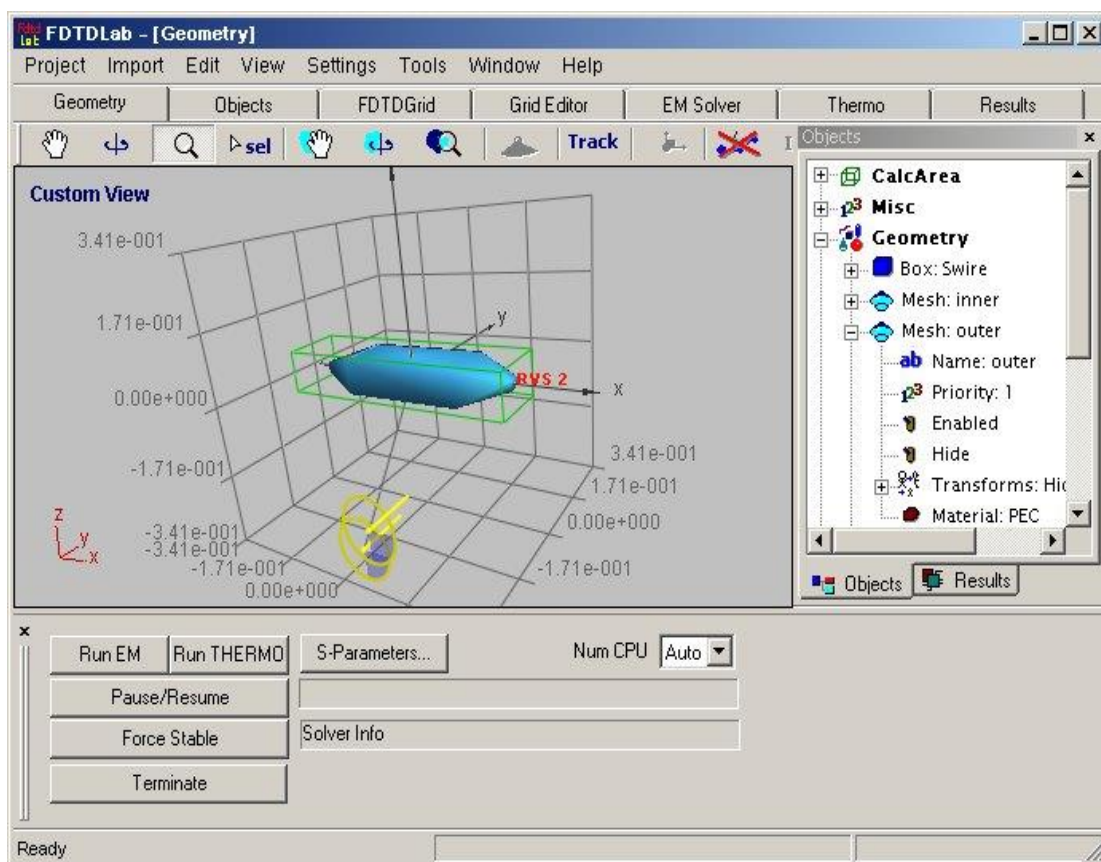 Fdtd Lab FDTDLab - [Geometry]
Project Import Edit View Settings Tools Window Help
Geometry Objects FDTDGrid Grid Editor EM Solver Thermo Results
sel Track
Objects
Custom View
3.41e-001
1.71e-001
0.00e+000
-1.71e-001
-3.41e-001
-3.41e-001
-1.71e-001
0.00e+000
y
x
RVS 2
3.41e-001
1.71e-001
0.00e+000
-1.71e-001
z
y
x
CalcArea
123 Misc
Geometry
Box: Swire
Mesh: inner
Mesh: outer
ab Name: outer
123 Priority: 1
Enabled
Hide
Transforms: Hic
Material: PEC
Objects Results
Run EM Run THERMO S-Parameters... Num CPU Auto
Pause/Resume
Force Stable Solver Info
Terminate
Ready